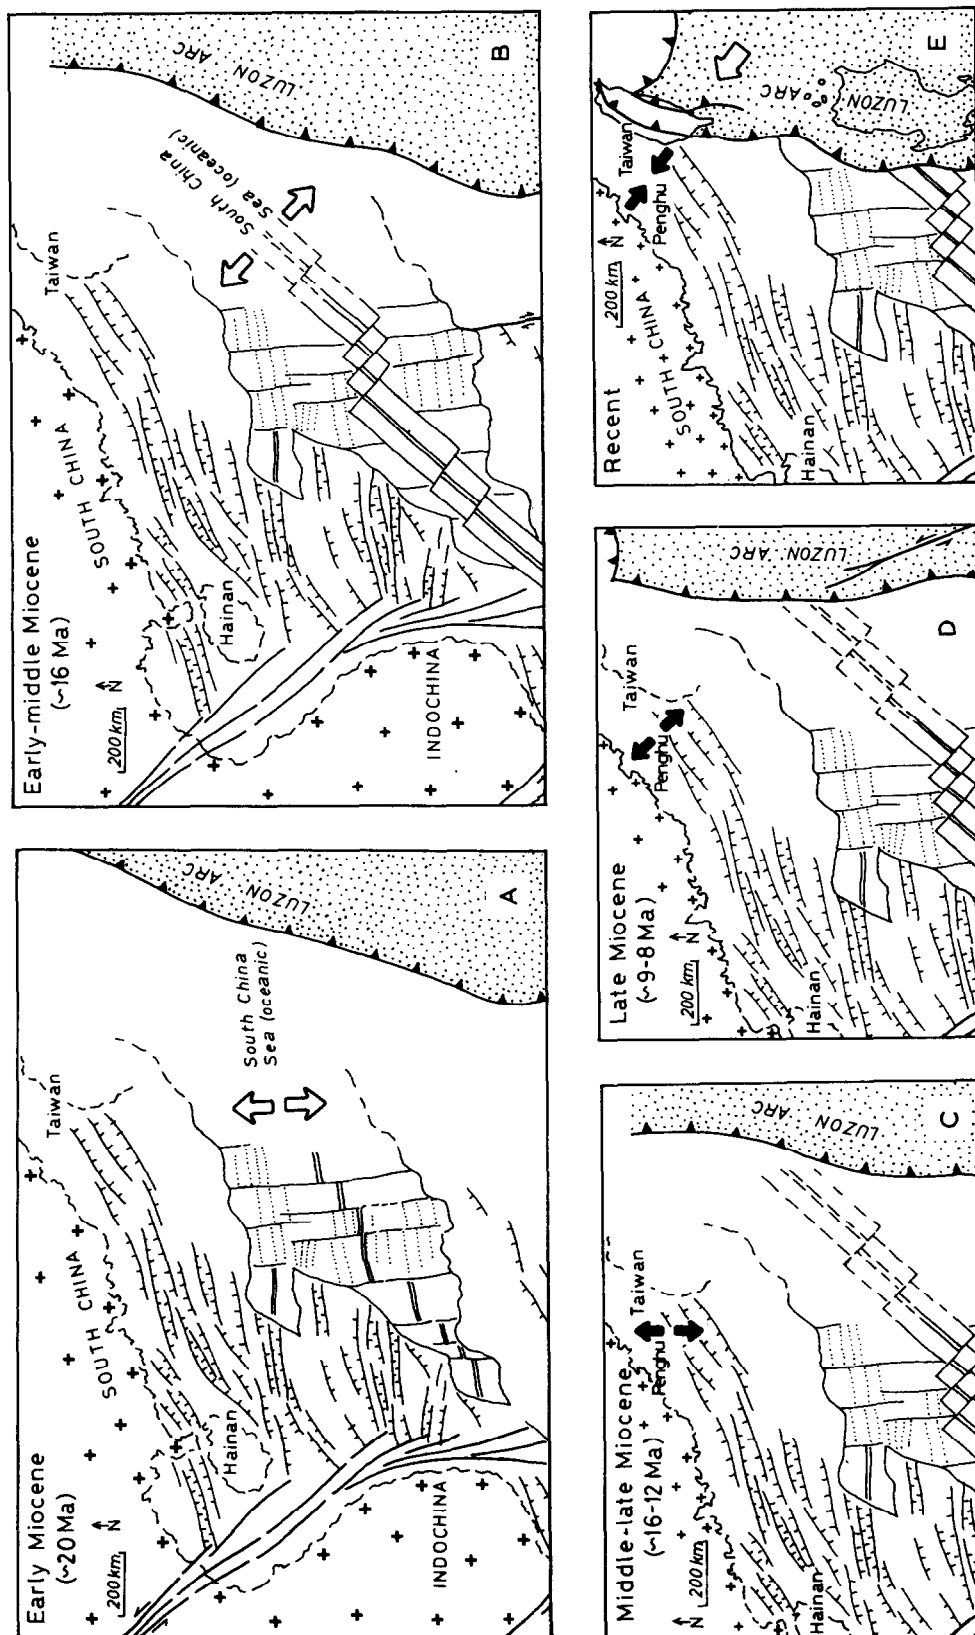 Early Miocene
(~20 Ma)
200 km
N
SOUTH CHINA
Taiwan
Hainan
INDOCHINA
South China
Sea (oceanic)
LUZON
ARC
A
Early-middle Miocene
(~16 Ma)
200 km
N
SOUTH CHINA
Taiwan
Hainan
INDOCHINA
South China
Sea (oceanic)
LUZON
ARC
B
Middle-late Miocene
(~16-12 Ma)
200 km
N
Penghu
Taiwan
Hainan
LUZON
ARC
C
Late Miocene
(~9-8 Ma)
200 km
N
Penghu
Taiwan
Hainan
LUZON ARC
D
Recent
200 km
N
SOUTH CHINA
Penghu
Taiwan
Hainan
LUZON
ARC
E